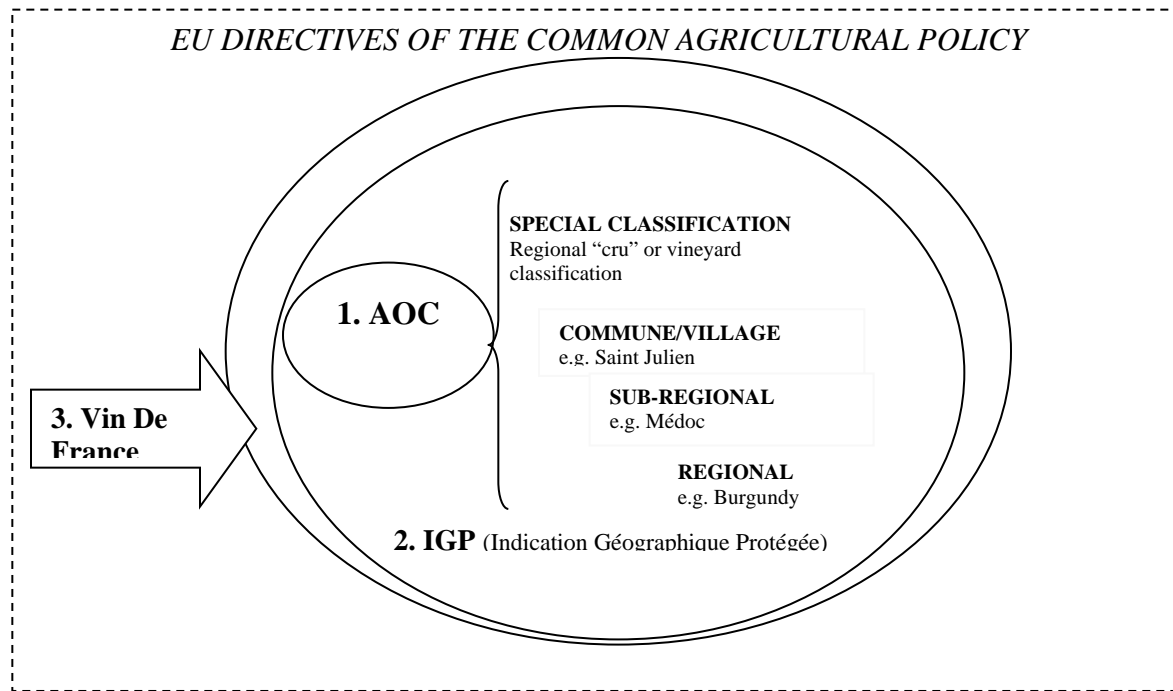 EU DIRECTIVES OF THE COMMON AGRICULTURAL POLICY
SPECIAL CLASSIFICATION
Regional “cru” or vineyard
classification
1. AOC
COMMUNE/VILLAGE
e.g. Saint Julien
SUB-REGIONAL
e.g. Médoc
3. Vin De
France
REGIONAL
e.g. Burgundy
2. IGP (Indication Géographique Protégée)